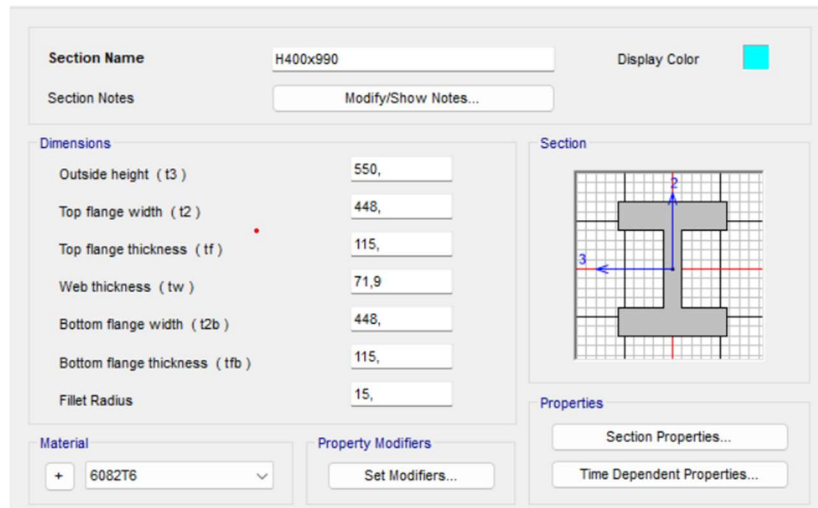 Section Name H400x990 Display Color
Section Notes Modify/Show Notes...
Dimensions
Outside height ( t3 ) 550,
Top flange width ( t2 ) 448,
Top flange thickness ( tf ) 115,
Web thickness ( tw ) 71,9
Bottom flange width ( t2b ) 448,
Bottom flange thickness ( tfb ) 115,
Fillet Radius 15,
Section
2
3
Material
+ 6082T6
Property Modifiers
Set Modifiers...
Properties
Section Properties...
Time Dependent Properties...